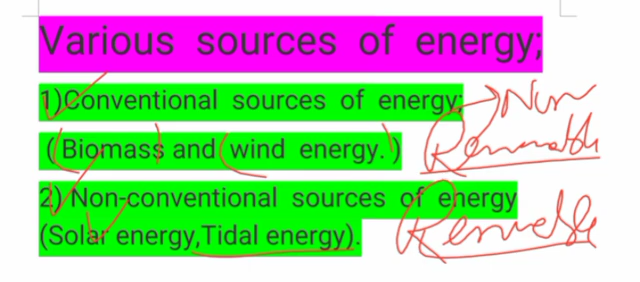 Various sources of energy;
1)Conventional sources of energy; Non
(Biomass and wind energy.) Renewable
2) Non-conventional sources of energy
(Solar energy,Tidal energy). Renewable